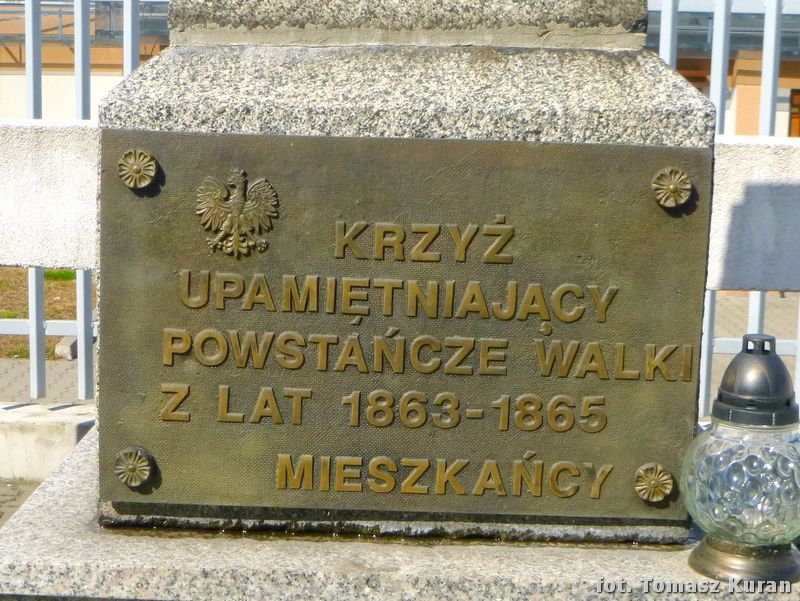 KRZYŻ
UPAMIĘTNIAJĄCY
POWSTAŃCZE WALKI
Z LAT 1863-1865
MIESZKAŃCY
fot. Tomasz Kuran